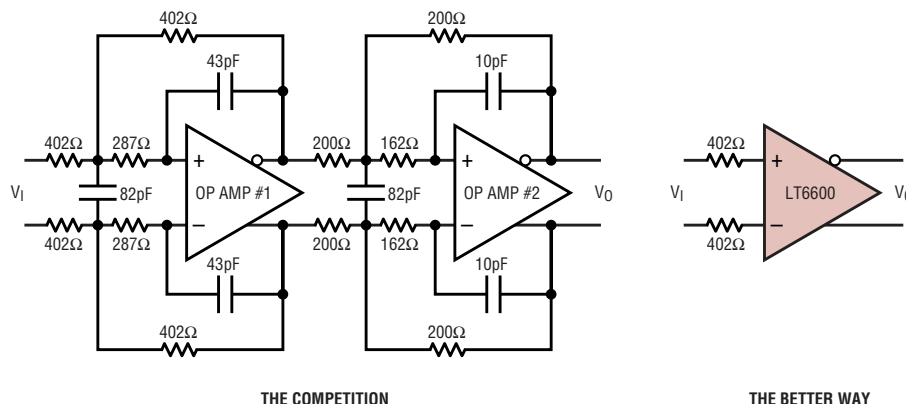 402Ω
200Ω
43pF
10pF
402Ω
287Ω
200Ω
162Ω
402Ω
+
+
+
V_I
82pF
OP AMP #1
82pF
OP AMP #2
V_O
V_I
LT6600
–
–
–
402Ω
287Ω
200Ω
162Ω
402Ω
43pF
10pF
402Ω
200Ω
THE COMPETITION
THE BETTER WAY